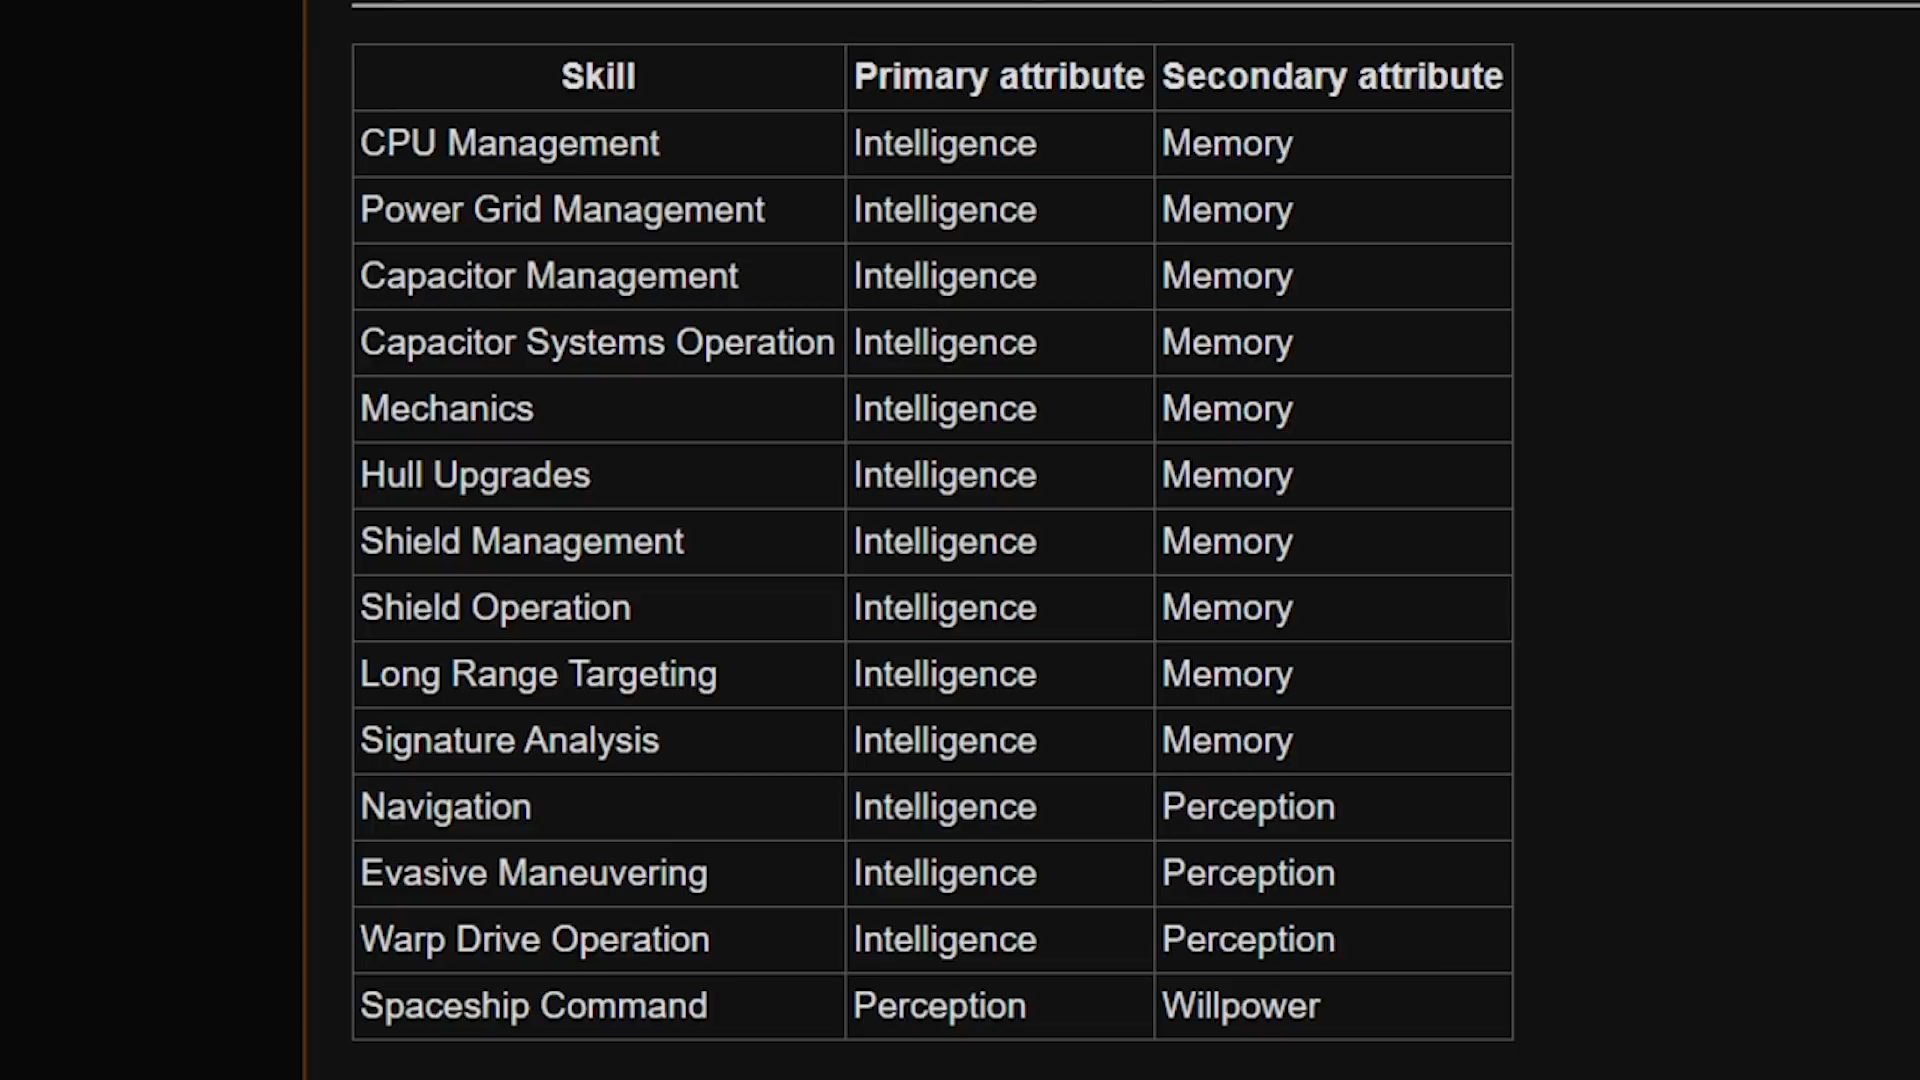 Skill Primary attribute Secondary attribute
CPU Management Intelligence Memory
Power Grid Management Intelligence Memory
Capacitor Management Intelligence Memory
Capacitor Systems Operation Intelligence Memory
Mechanics Intelligence Memory
Hull Upgrades Intelligence Memory
Shield Management Intelligence Memory
Shield Operation Intelligence Memory
Long Range Targeting Intelligence Memory
Signature Analysis Intelligence Memory
Navigation Intelligence Perception
Evasive Maneuvering Intelligence Perception
Warp Drive Operation Intelligence Perception
Spaceship Command Perception Willpower